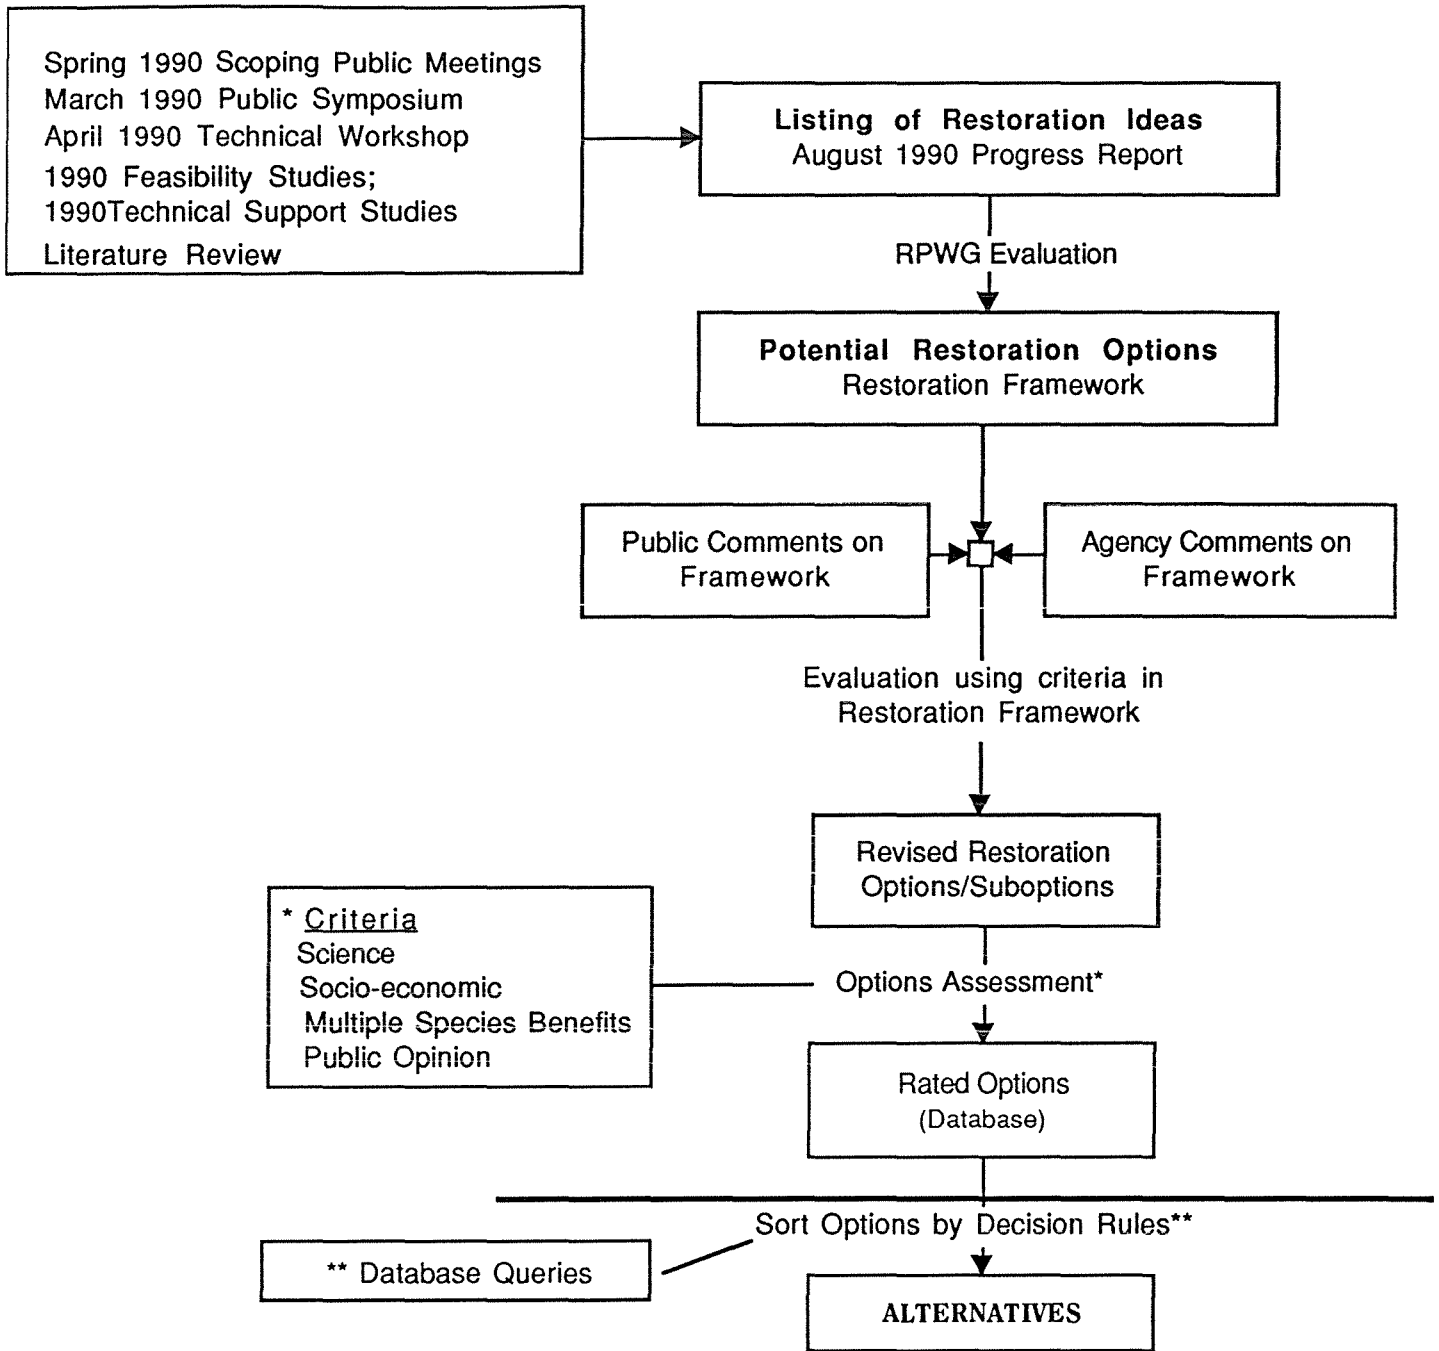 Spring 1990 Scoping Public Meetings
March 1990 Public Symposium
April 1990 Technical Workshop
1990 Feasibility Studies;
1990Technical Support Studies
Literature Review
Listing of Restoration Ideas
August 1990 Progress Report
RPWG Evaluation
Potential Restoration Options
Restoration Framework
Public Comments on
Framework
Agency Comments on
Framework
Evaluation using criteria in
Restoration Framework
Revised Restoration
Options/Suboptions
* Criteria
Science
Socio-economic
Multiple Species Benefits
Public Opinion
Options Assessment*
Rated Options
(Database)
Sort Options by Decision Rules**
** Database Queries
ALTERNATIVES